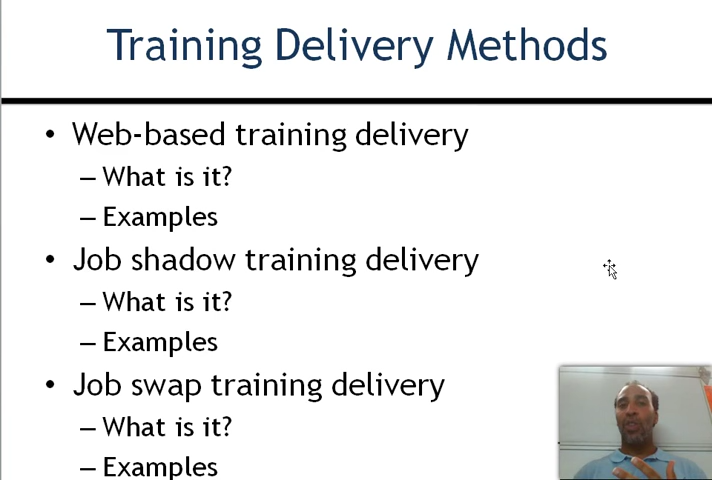 Training Delivery Methods
• Web-based training delivery
– What is it?
– Examples
• Job shadow training delivery
– What is it?
– Examples
• Job swap training delivery
– What is it?
– Examples